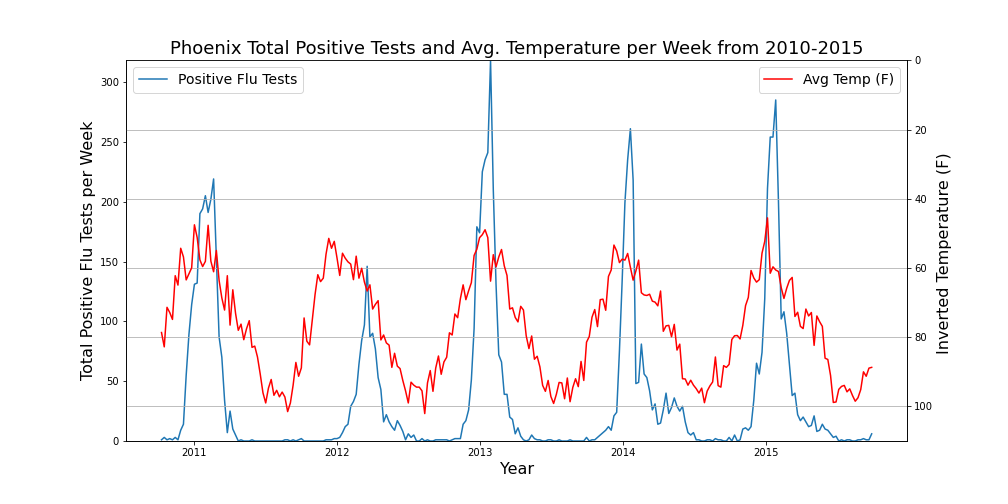 Phoenix Total Positive Tests and Avg. Temperature per Week from 2010-2015
Positive Flu Tests
Avg Temp (F)
Total Positive Flu Tests per Week
300
250
200
150
100
50
0
0
20
40
60
80
100
Inverted Temperature (F)
2011 2012 2013 2014 2015
Year